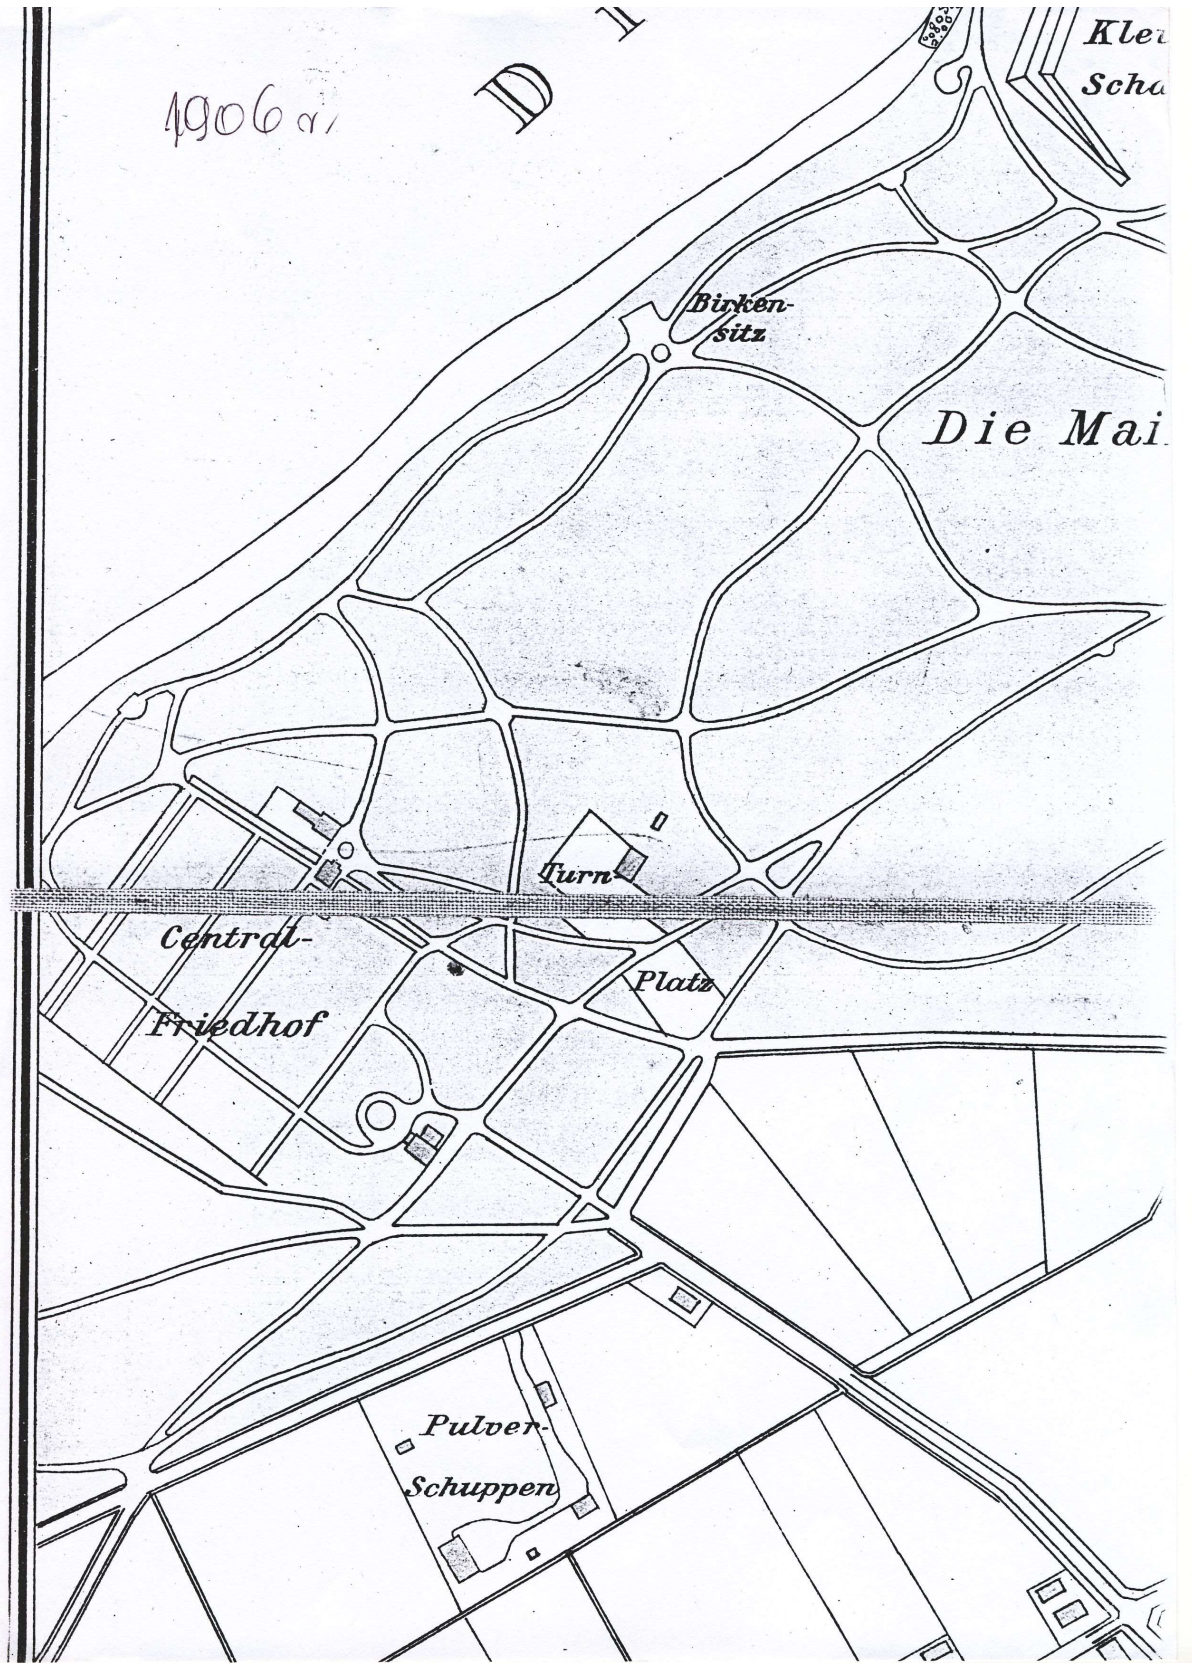 D I
Klei
Scha
1906 r.
Birken-
sitz
Die Mai
Turn-
Platz
Central-
Friedhof
Pulver-
Schuppen